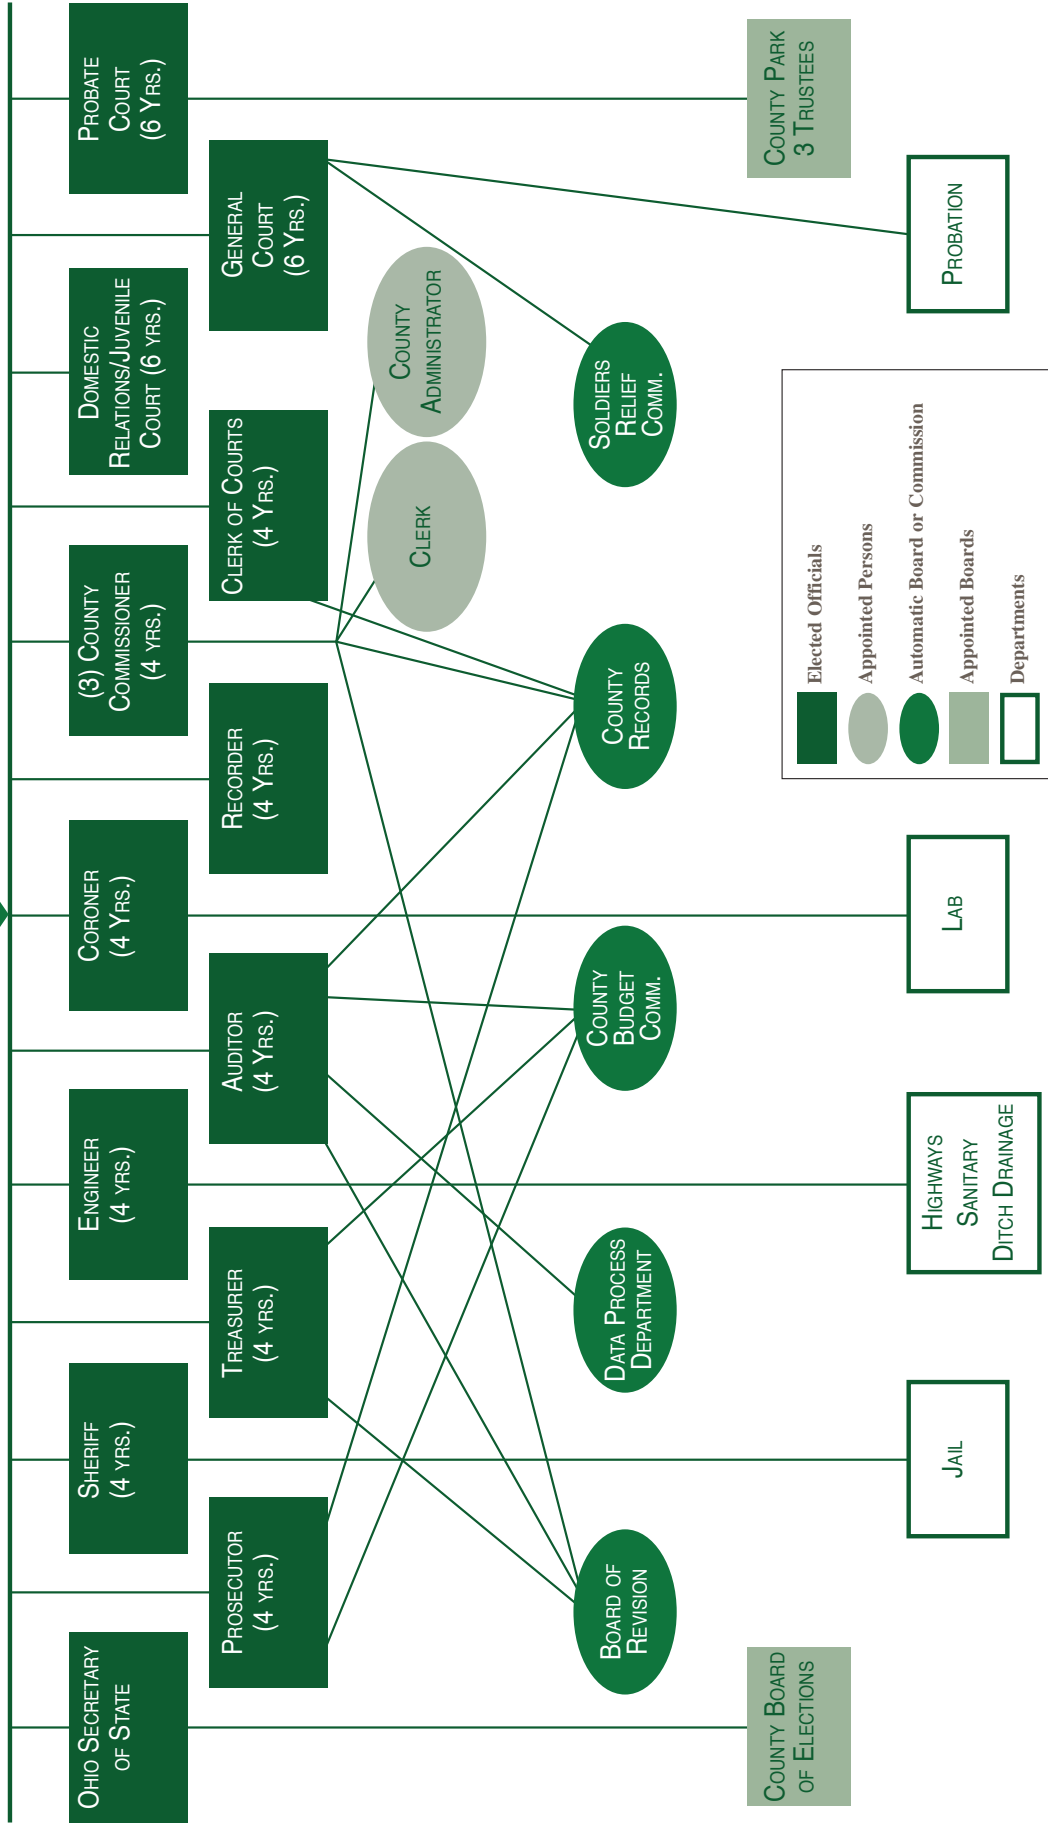 Ohio Secretary
of State
Sheriff
(4 yrs.)
Engineer
(4 yrs.)
Coroner
(4 Yrs.)
(3) County
Commissioner
(4 yrs.)
Domestic
Relations/Juvenile
Court (6 yrs.)
Probate
Court
(6 Yrs.)
Prosecutor
(4 yrs.)
Treasurer
(4 yrs.)
Auditor
(4 Yrs.)
Recorder
(4 Yrs.)
Clerk of Courts
(4 Yrs.)
General
Court
(6 Yrs.)
Clerk
County
Administrator
Board of
Revision
Data Process
Department
County
Budget
Comm.
County
Records
Soldiers
Relief
Comm.
County Board
of Elections
County Park
3 Trustees
Jail
Highways
Sanitary
Ditch Drainage
Lab
Probation
Elected Officials
Appointed Persons
Automatic Board or Commission
Appointed Boards
Departments